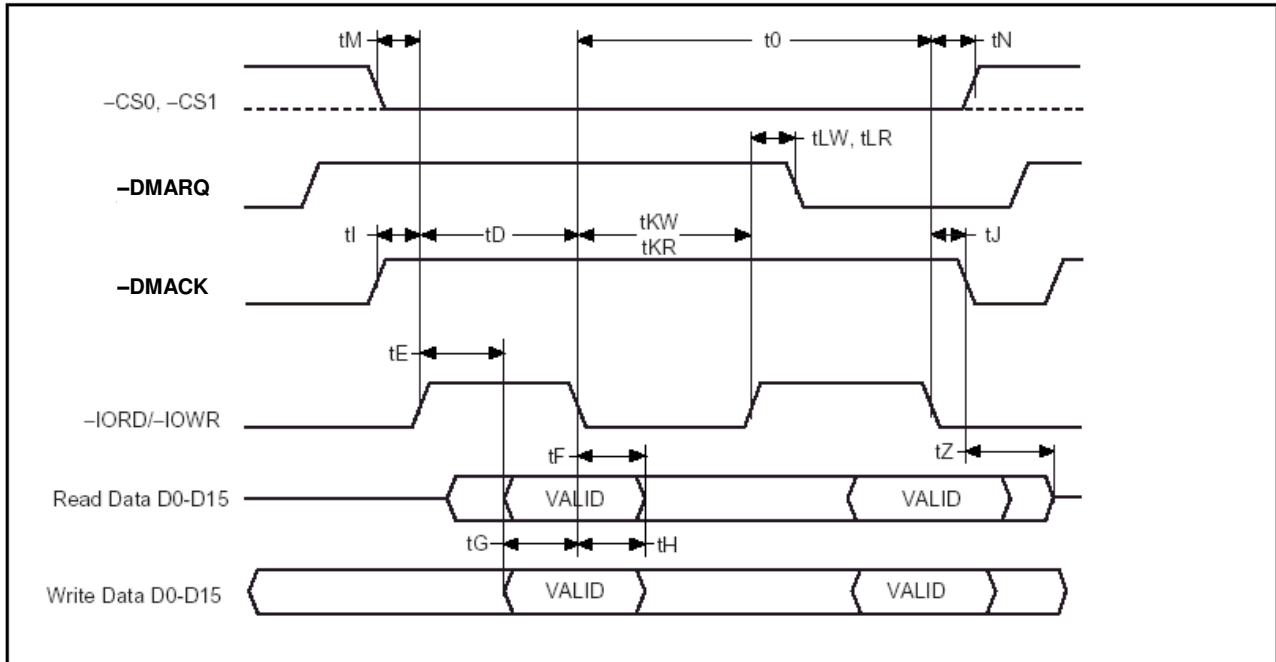 tM
t0
tN
–CS0, –CS1
tLW, tLR
–DMARQ
tI
tD
tKW
tKR
tJ
–DMACK
tE
–IORD/–IOWR
tF
tZ
Read Data D0-D15
VALID
VALID
tG
tH
Write Data D0-D15
VALID
VALID